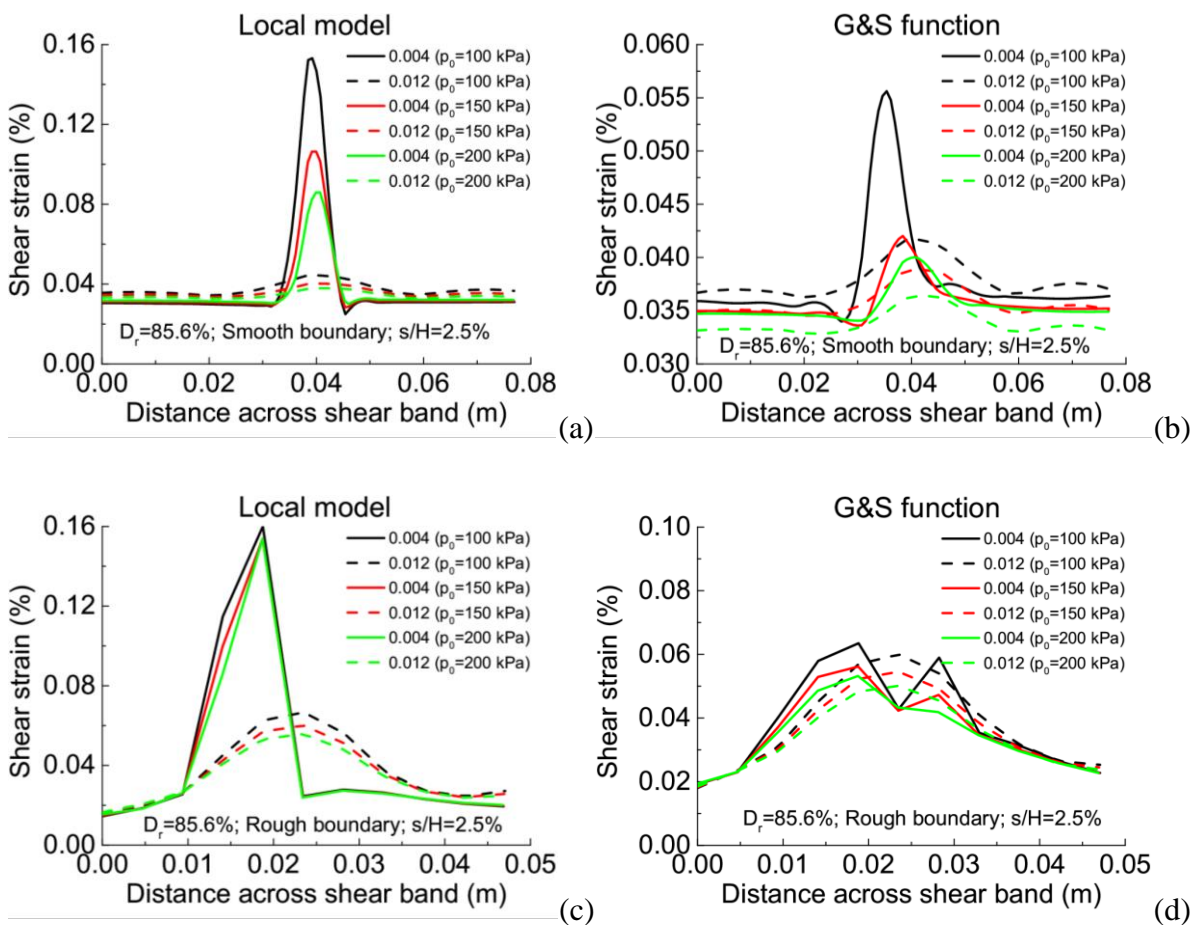 Local model
0.16
0.12
0.08
0.04
0.00
Shear strain (%)
0.004 (p0=100 kPa)
0.012 (p0=100 kPa)
0.004 (p0=150 kPa)
0.012 (p0=150 kPa)
0.004 (p0=200 kPa)
0.012 (p0=200 kPa)
Dr=85.6%; Smooth boundary; s/H=2.5%
0.00 0.02 0.04 0.06 0.08
Distance across shear band (m)
(a)
G&S function
0.060
0.055
0.050
0.045
0.040
0.035
0.030
Shear strain (%)
0.004 (p0=100 kPa)
0.012 (p0=100 kPa)
0.004 (p0=150 kPa)
0.012 (p0=150 kPa)
0.004 (p0=200 kPa)
0.012 (p0=200 kPa)
Dr=85.6%; Smooth boundary; s/H=2.5%
0.00 0.02 0.04 0.06 0.08
Distance across shear band (m)
(b)
Local model
0.16
0.12
0.08
0.04
0.00
Shear strain (%)
0.004 (p0=100 kPa)
0.012 (p0=100 kPa)
0.004 (p0=150 kPa)
0.012 (p0=150 kPa)
0.004 (p0=200 kPa)
0.012 (p0=200 kPa)
Dr=85.6%; Rough boundary; s/H=2.5%
0.00 0.01 0.02 0.03 0.04 0.05
Distance across shear band (m)
(c)
G&S function
0.10
0.08
0.06
0.04
0.02
0.00
Shear strain (%)
0.004 (p0=100 kPa)
0.012 (p0=100 kPa)
0.004 (p0=150 kPa)
0.012 (p0=150 kPa)
0.004 (p0=200 kPa)
0.012 (p0=200 kPa)
Dr=85.6%; Rough boundary; s/H=2.5%
0.00 0.01 0.02 0.03 0.04 0.05
Distance across shear band (m)
(d)